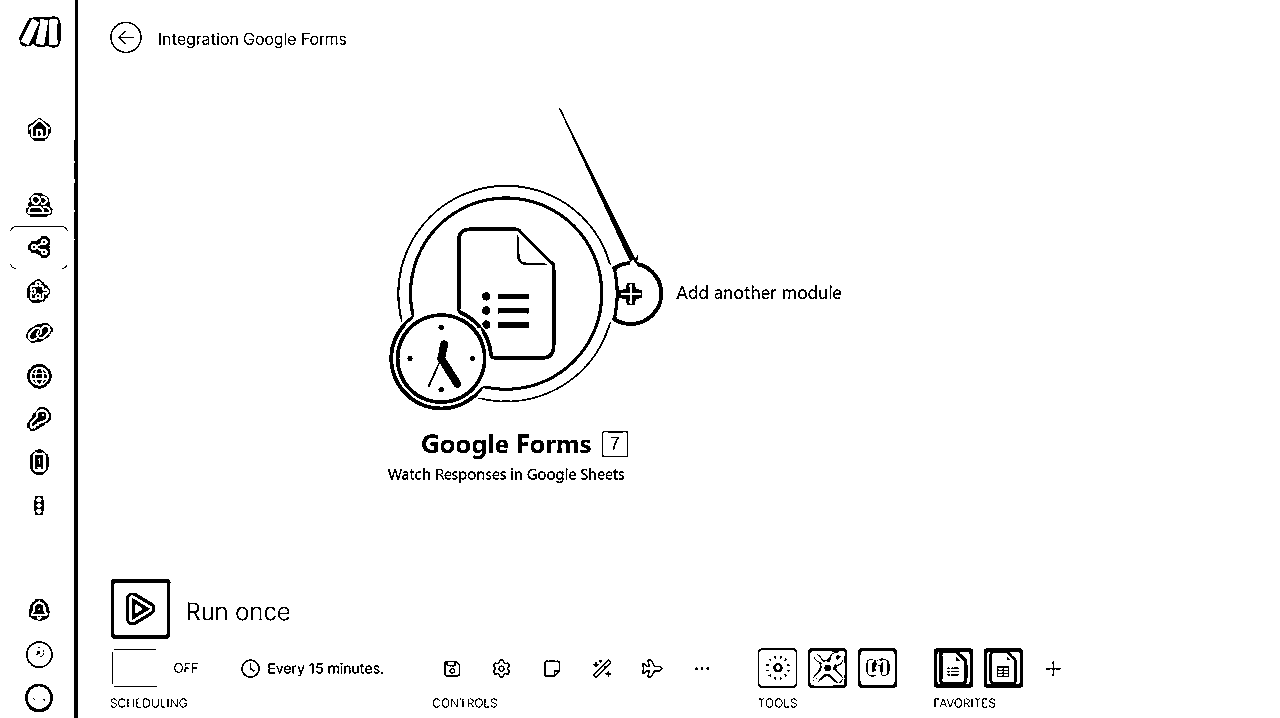 Integration Google Forms
Add another module
Google Forms 7
Watch Responses in Google Sheets
Run once
OFF
Every 15 minutes.
SCHEDULING
CONTROLS
TOOLS
FAVORITES